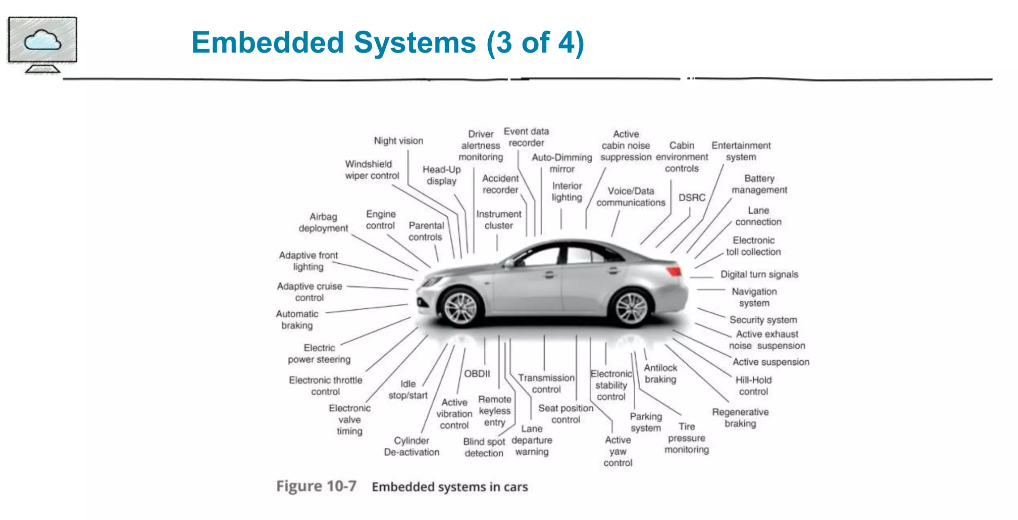 Embedded Systems (3 of 4)
Night vision
Driver
alertness
monitoring
Event data
recorder
Active
cabin noise
suppression
Cabin
environment
controls
Entertainment
system
Windshield
wiper control
Head-Up
display
Accident
recorder
Auto-Dimming
mirror
Interior
lighting
Voice/Data
communications
DSRC
Battery
management
Airbag
deployment
Engine
control
Parental
controls
Instrument
cluster
Lane
connection
Electronic
toll collection
Adaptive front
lighting
Digital turn signals
Adaptive cruise
control
Navigation
system
Automatic
braking
Security system
Active exhaust
noise suspension
Electric
power steering
Active suspension
Electronic throttle
control
Idle
stop/start
OBDII
Transmission
control
Electronic
stability
control
Antilock
braking
Hill-Hold
control
Electronic
valve
timing
Active
vibration
control
Remote
keyless
entry
Seat position
control
Parking
system
Tire
pressure
monitoring
Regenerative
braking
Cylinder
De-activation
Blind spot
detection
Lane
departure
warning
Active
yaw
control
Figure 10-7 Embedded systems in cars